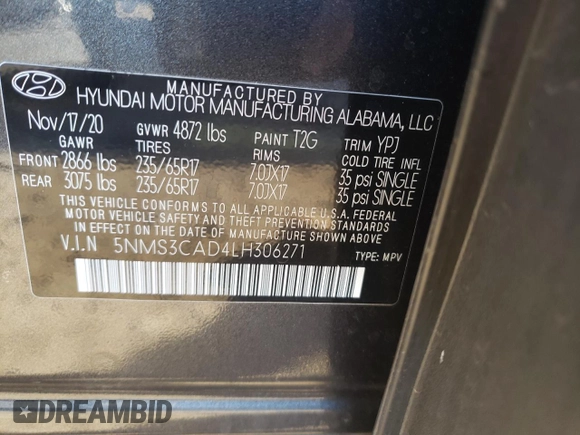 MANUFACTURED BY
HYUNDAI MOTOR MANUFACTURING ALABAMA, LLC
Nov/17/20 GVWR 4872 lbs PAINT T2G TRIM YPJ
GAWR TIRES RIMS COLD TIRE INFL
FRONT 2866 lbs 235/65R17 7.0JX17 35 psi SINGLE
REAR 3075 lbs 235/65R17 7.0JX17 35 psi SINGLE
THIS VEHICLE CONFORMS TO ALL APPLICABLE U.S.A. FEDERAL
MOTOR VEHICLE SAFETY AND THEFT PREVENTION STANDARDS
IN EFFECT ON THE DATE OF MANUFACTURE SHOWN ABOVE.
V.I.N 5NMS3CAD4LH306271 TYPE: MPV
DREAMBID